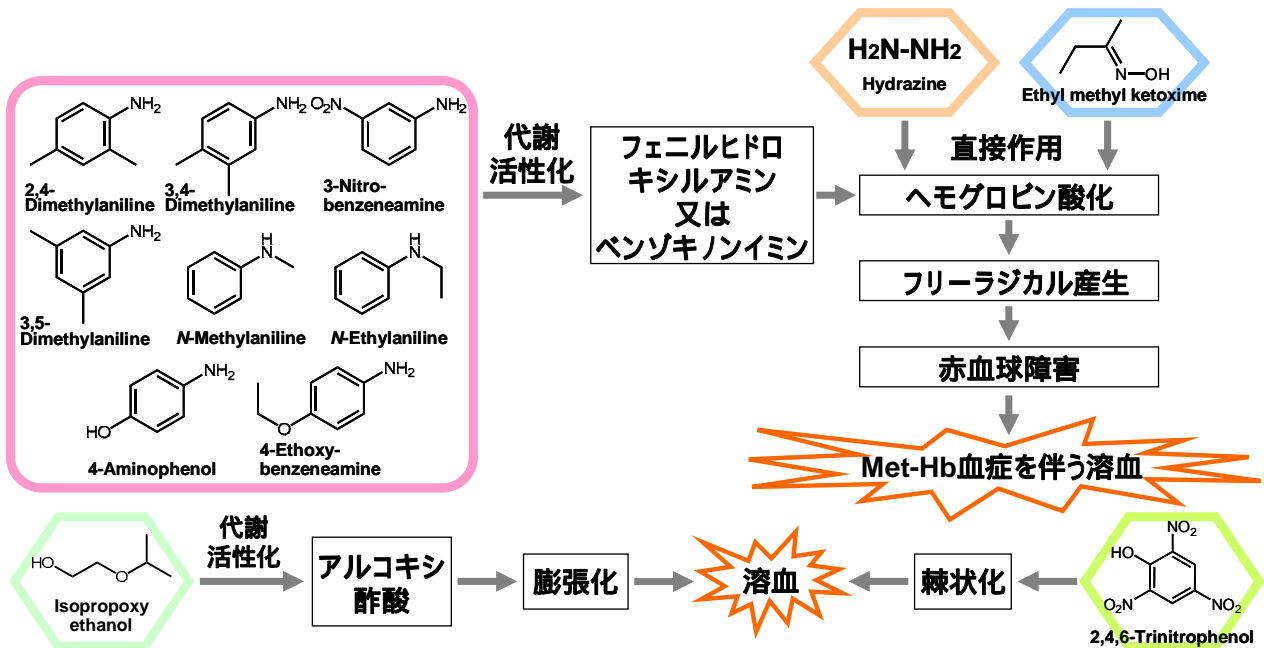 H2N-NH2
Hydrazine
N-OH
Ethyl methyl ketoxime
NH2
2,4-
Dimethylaniline
NH2
3,4-
Dimethylaniline
O2N
NH2
3-Nitro-
benzeneamine
NH2
3,5-
Dimethylaniline
H
N
N-Methylaniline
H
N
N-Ethylaniline
NH2
HO
4-Aminophenol
NH2
O
4-Ethoxy-
benzeneamine
代謝
活性化
フェニルヒドロ
キシルアミン
又は
ベンゾキノンイミン
直接作用
ヘモグロビン酸化
フリーラジカル産生
赤血球障害
Met-Hb血症を伴う溶血
HO
O
Isopropoxy
ethanol
代謝
活性化
アルコキシ
酢酸
膨張化
溶血
棘状化
NO2
HO
O2N
NO2
2,4,6-Trinitrophenol